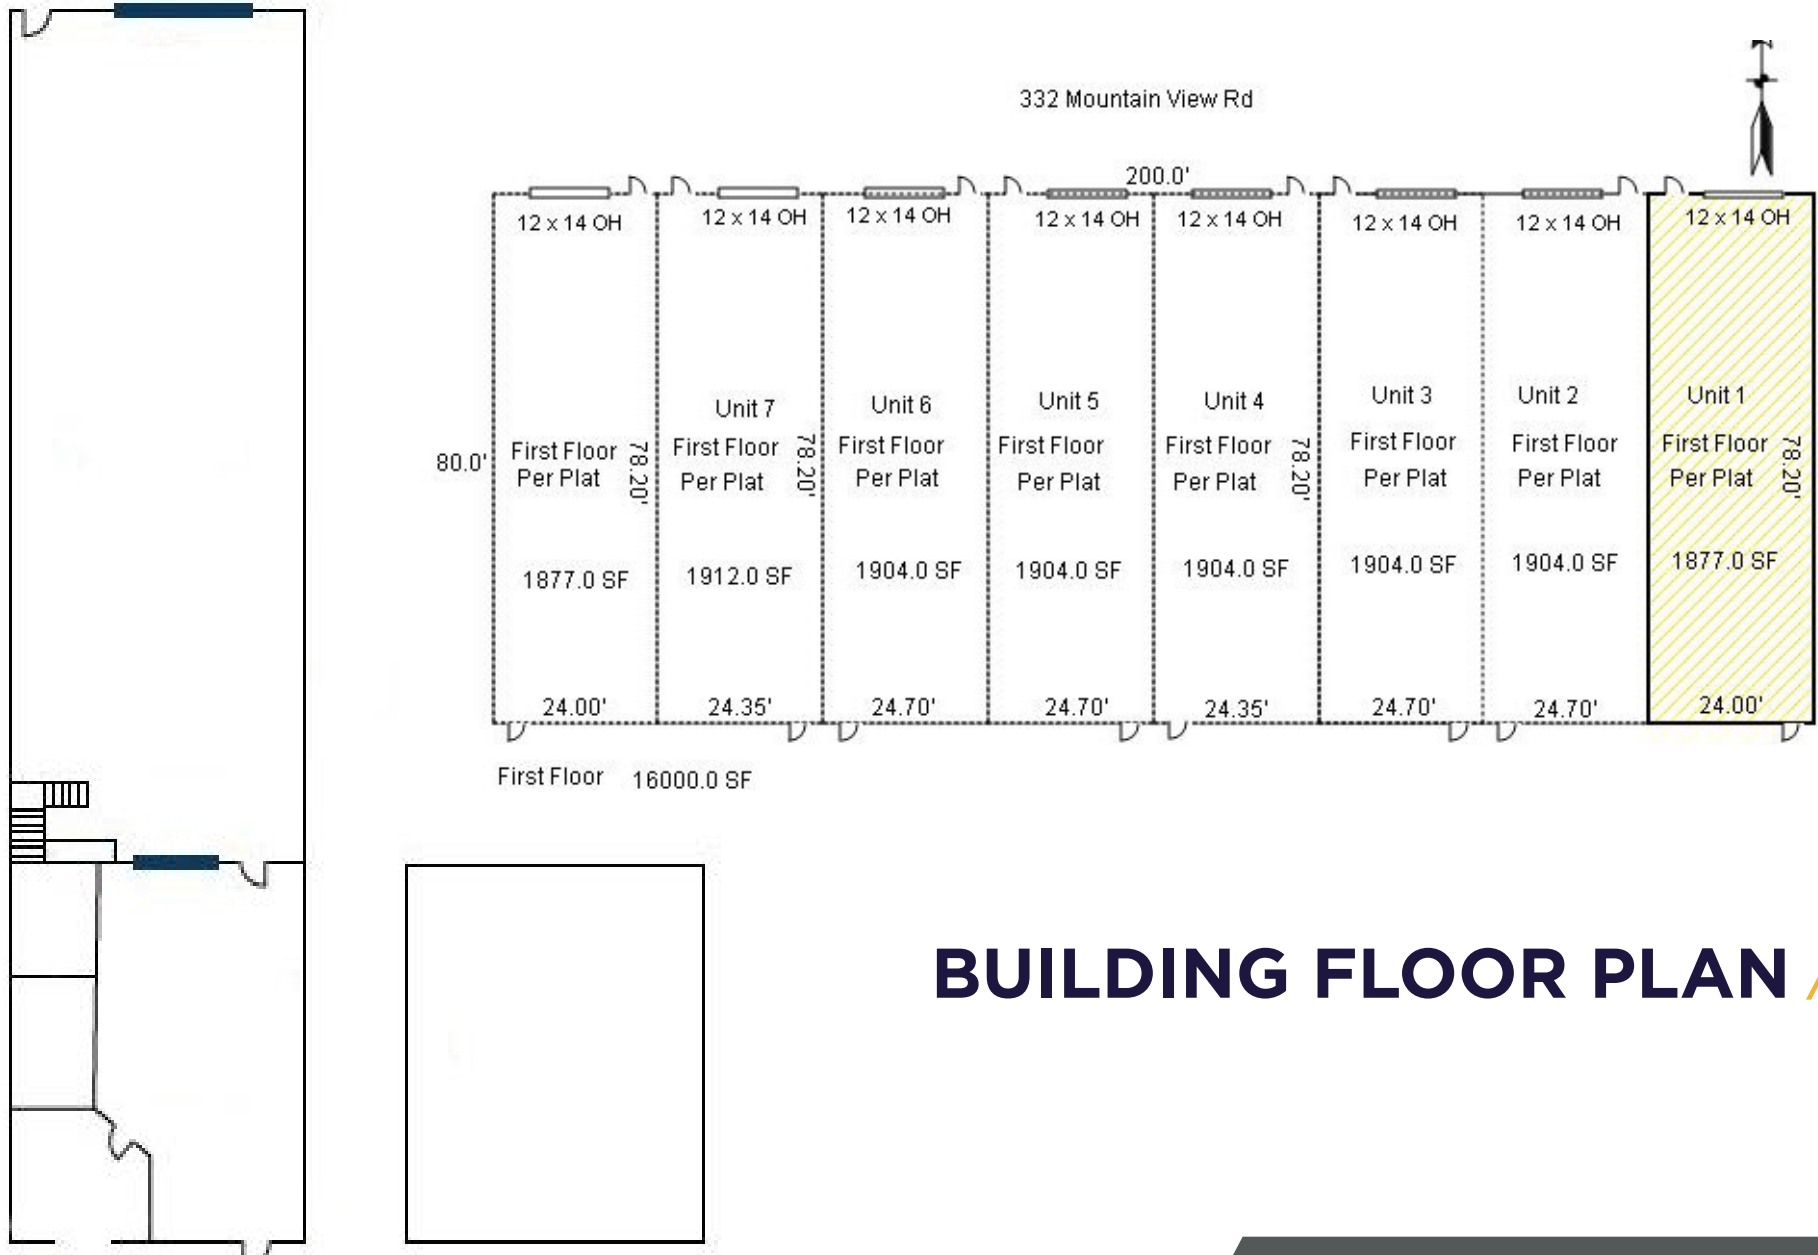 332 Mountain View Rd
200.0'
12 x 14 OH 12 x 14 OH 12 x 14 OH 12 x 14 OH 12 x 14 OH 12 x 14 OH 12 x 14 OH 12 x 14 OH
Unit 7 Unit 6 Unit 5 Unit 4 Unit 3 Unit 2 Unit 1
First Floor First Floor First Floor First Floor First Floor First Floor First Floor First Floor
80.0' 78.20' 78.20' 78.20' 78.20'
Per Plat Per Plat Per Plat Per Plat Per Plat Per Plat Per Plat Per Plat
1877.0 SF 1912.0 SF 1904.0 SF 1904.0 SF 1904.0 SF 1904.0 SF 1904.0 SF 1877.0 SF
24.00' 24.35' 24.70' 24.70' 24.35' 24.70' 24.70' 24.00'
First Floor 16000.0 SF
BUILDING FLOOR PLAN /